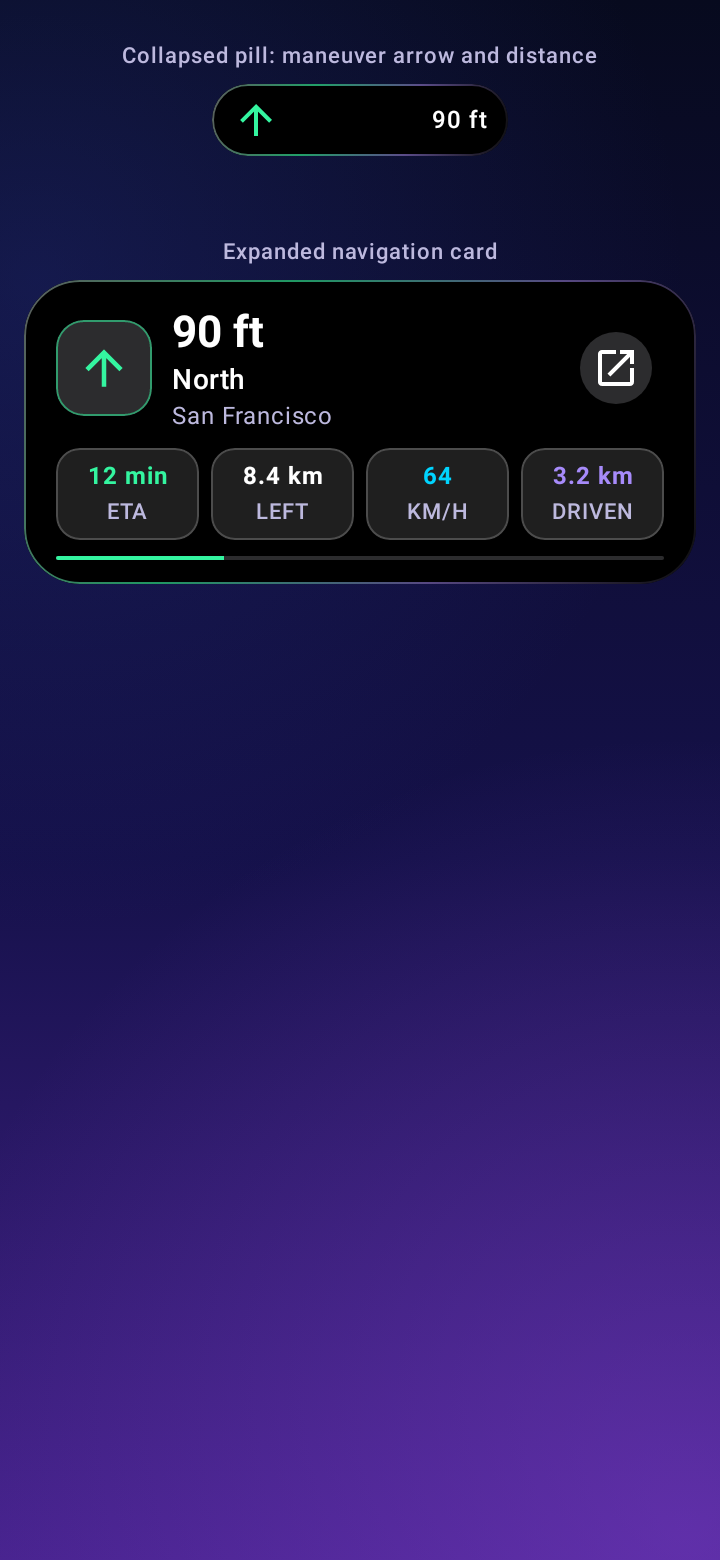 Collapsed pill: maneuver arrow and distance
90 ft
Expanded navigation card
90 ft
North
San Francisco
12 min
ETA
8.4 km
LEFT
64
KM/H
3.2 km
DRIVEN